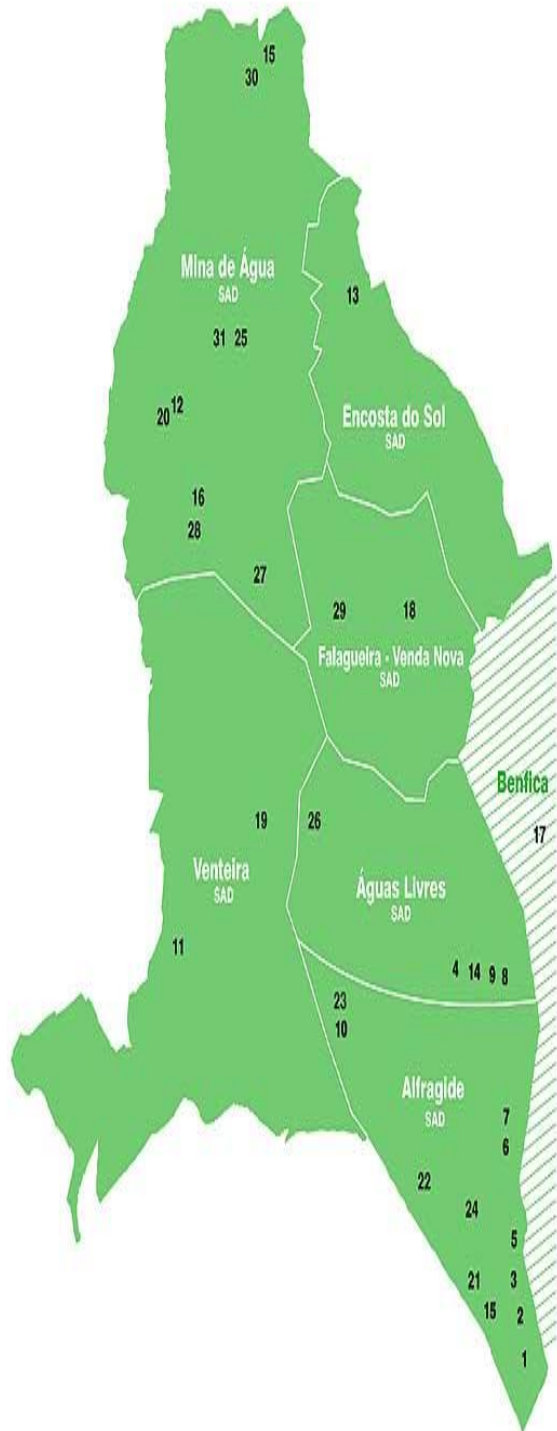 15
30
Mina de Água
SAD
13
31 25
12
20
Encosta do Sol
SAD
16
28
27
29 18
Falagueira - Venda Nova
SAD
Benfica
17
19 26
Venteira
SAD
Águas Livres
SAD
11
4 14 9 8
23
10
Alfragide
SAD
7
6
22
24
5
21 3
15 2
1